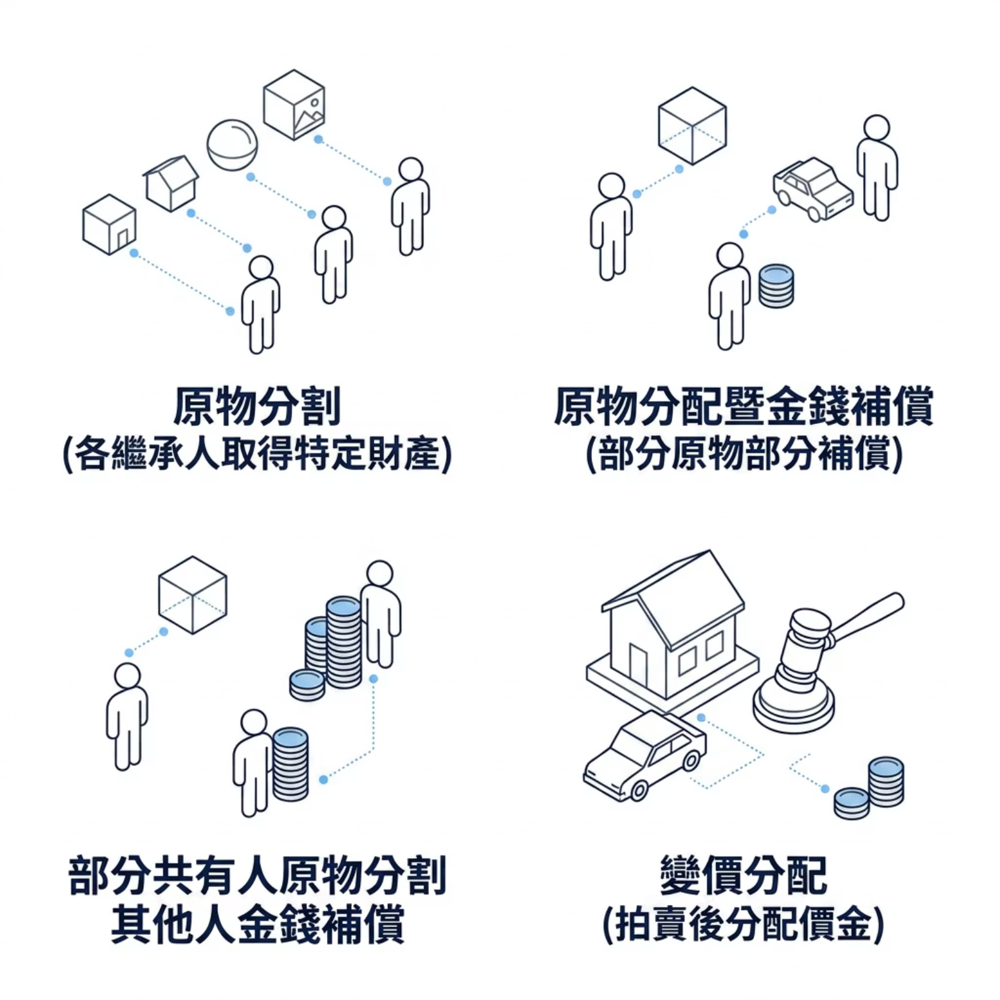 原物分割
(各繼承人取得特定財產)
原物分配暨金錢補償
(部分原物部分補償)
部分共有人原物分割
其他人金錢補償
變價分配
(拍賣後分配價金)